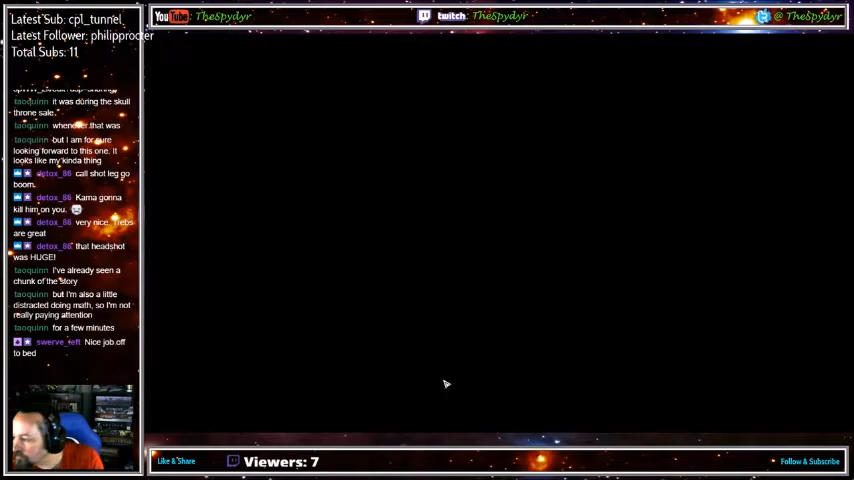 Latest Sub: cpl_tunnel
Latest Follower: philipprocter
Total Subs: 11
YouTube : TheSpydyr
twitch : TheSpydyr
@ TheSpydyr
taoquinn it was during the skull
throne sale.
taoquinn whenever that was
taoquinn but I am for sure
looking forward to this one. It
looks like my kinda thing
detox_86 call shot leg go
boom.
detox_86 Kama gonna
kill him on you.
detox_86 very nice. Trebs
are great
detox_86 that headshot
was HUGE!
taoquinn I've already seen a
chunk of the story
taoquinn but I'm also a little
distracted doing math, so I'm not
really paying attention
taoquinn for a few minutes
swerve_left Nice job.off
to bed
Like & Share
Viewers: 7
Follow & Subscribe